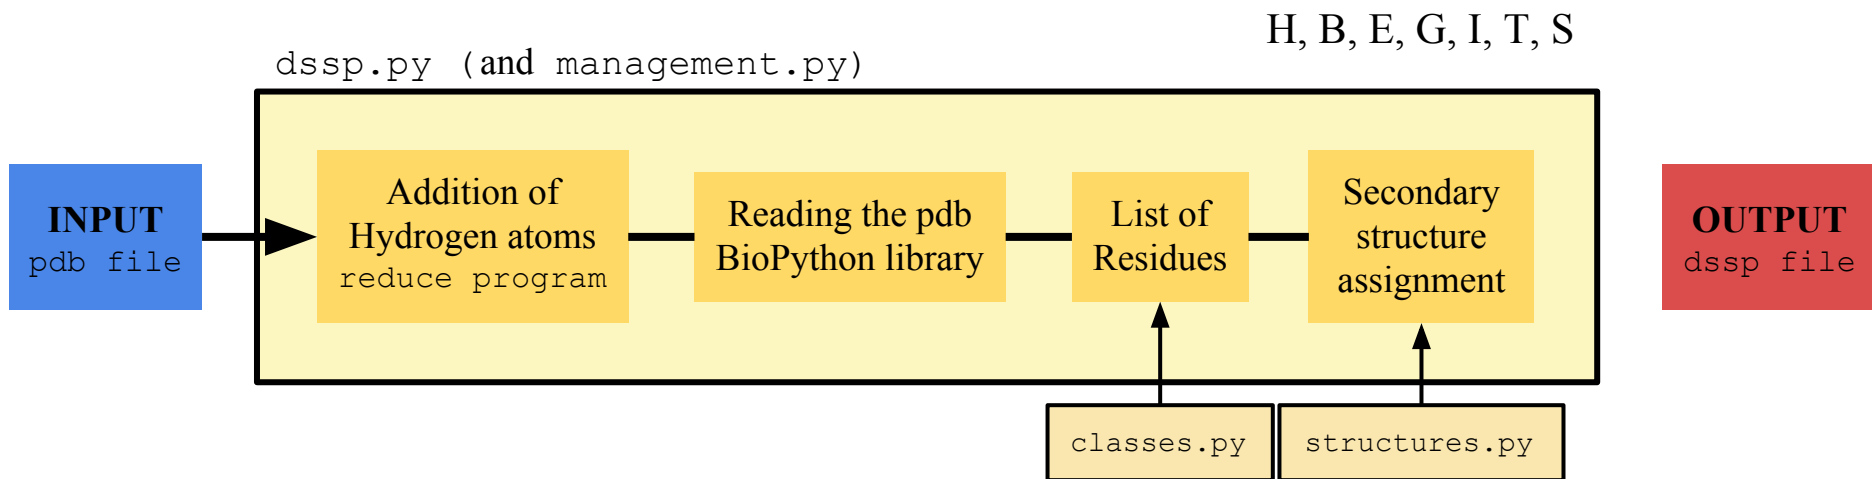 H, B, E, G, I, T, S
dssp.py (and management.py)
INPUT
pdb file
Addition of
Hydrogen atoms
reduce program
Reading the pdb
BioPython library
List of
Residues
Secondary
structure
assignment
OUTPUT
dssp file
classes.py
structures.py